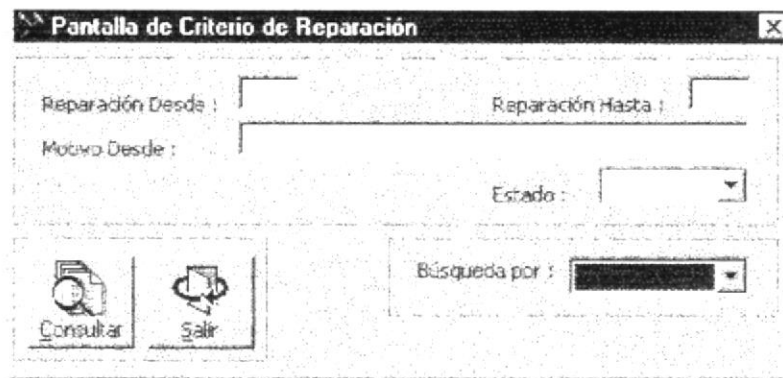 Pantalla de Criterio de Reparación
Reparación Desde : Reparación Hasta :
Motivo Desde :
Estado :
Búsqueda por :
Consultar Salir